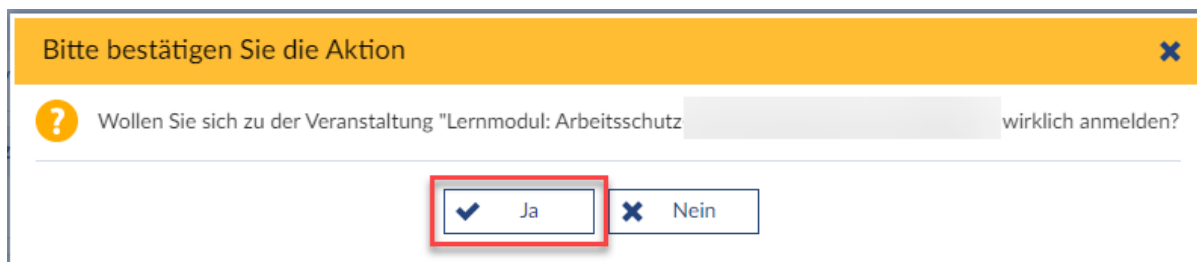 Bitte bestätigen Sie die Aktion
Wollen Sie sich zu der Veranstaltung "Lernmodul: Arbeitsschutz wirklich anmelden?
Ja Nein